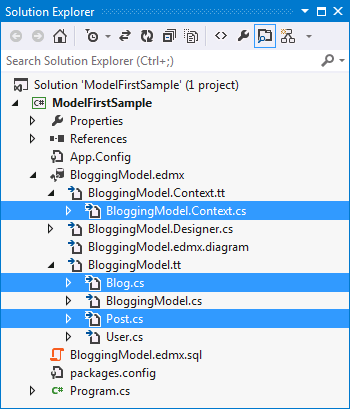 Solution Explorer
Search Solution Explorer (Ctrl+;)
Solution 'ModelFirstSample' (1 project)
C# ModelFirstSample
Properties
References
App.Config
BloggingModel.edmx
BloggingModel.Context.tt
BloggingModel.Context.cs
BloggingModel.Designer.cs
BloggingModel.edmx.diagram
BloggingModel.tt
Blog.cs
BloggingModel.cs
Post.cs
User.cs
BloggingModel.edmx.sql
packages.config
C# Program.cs